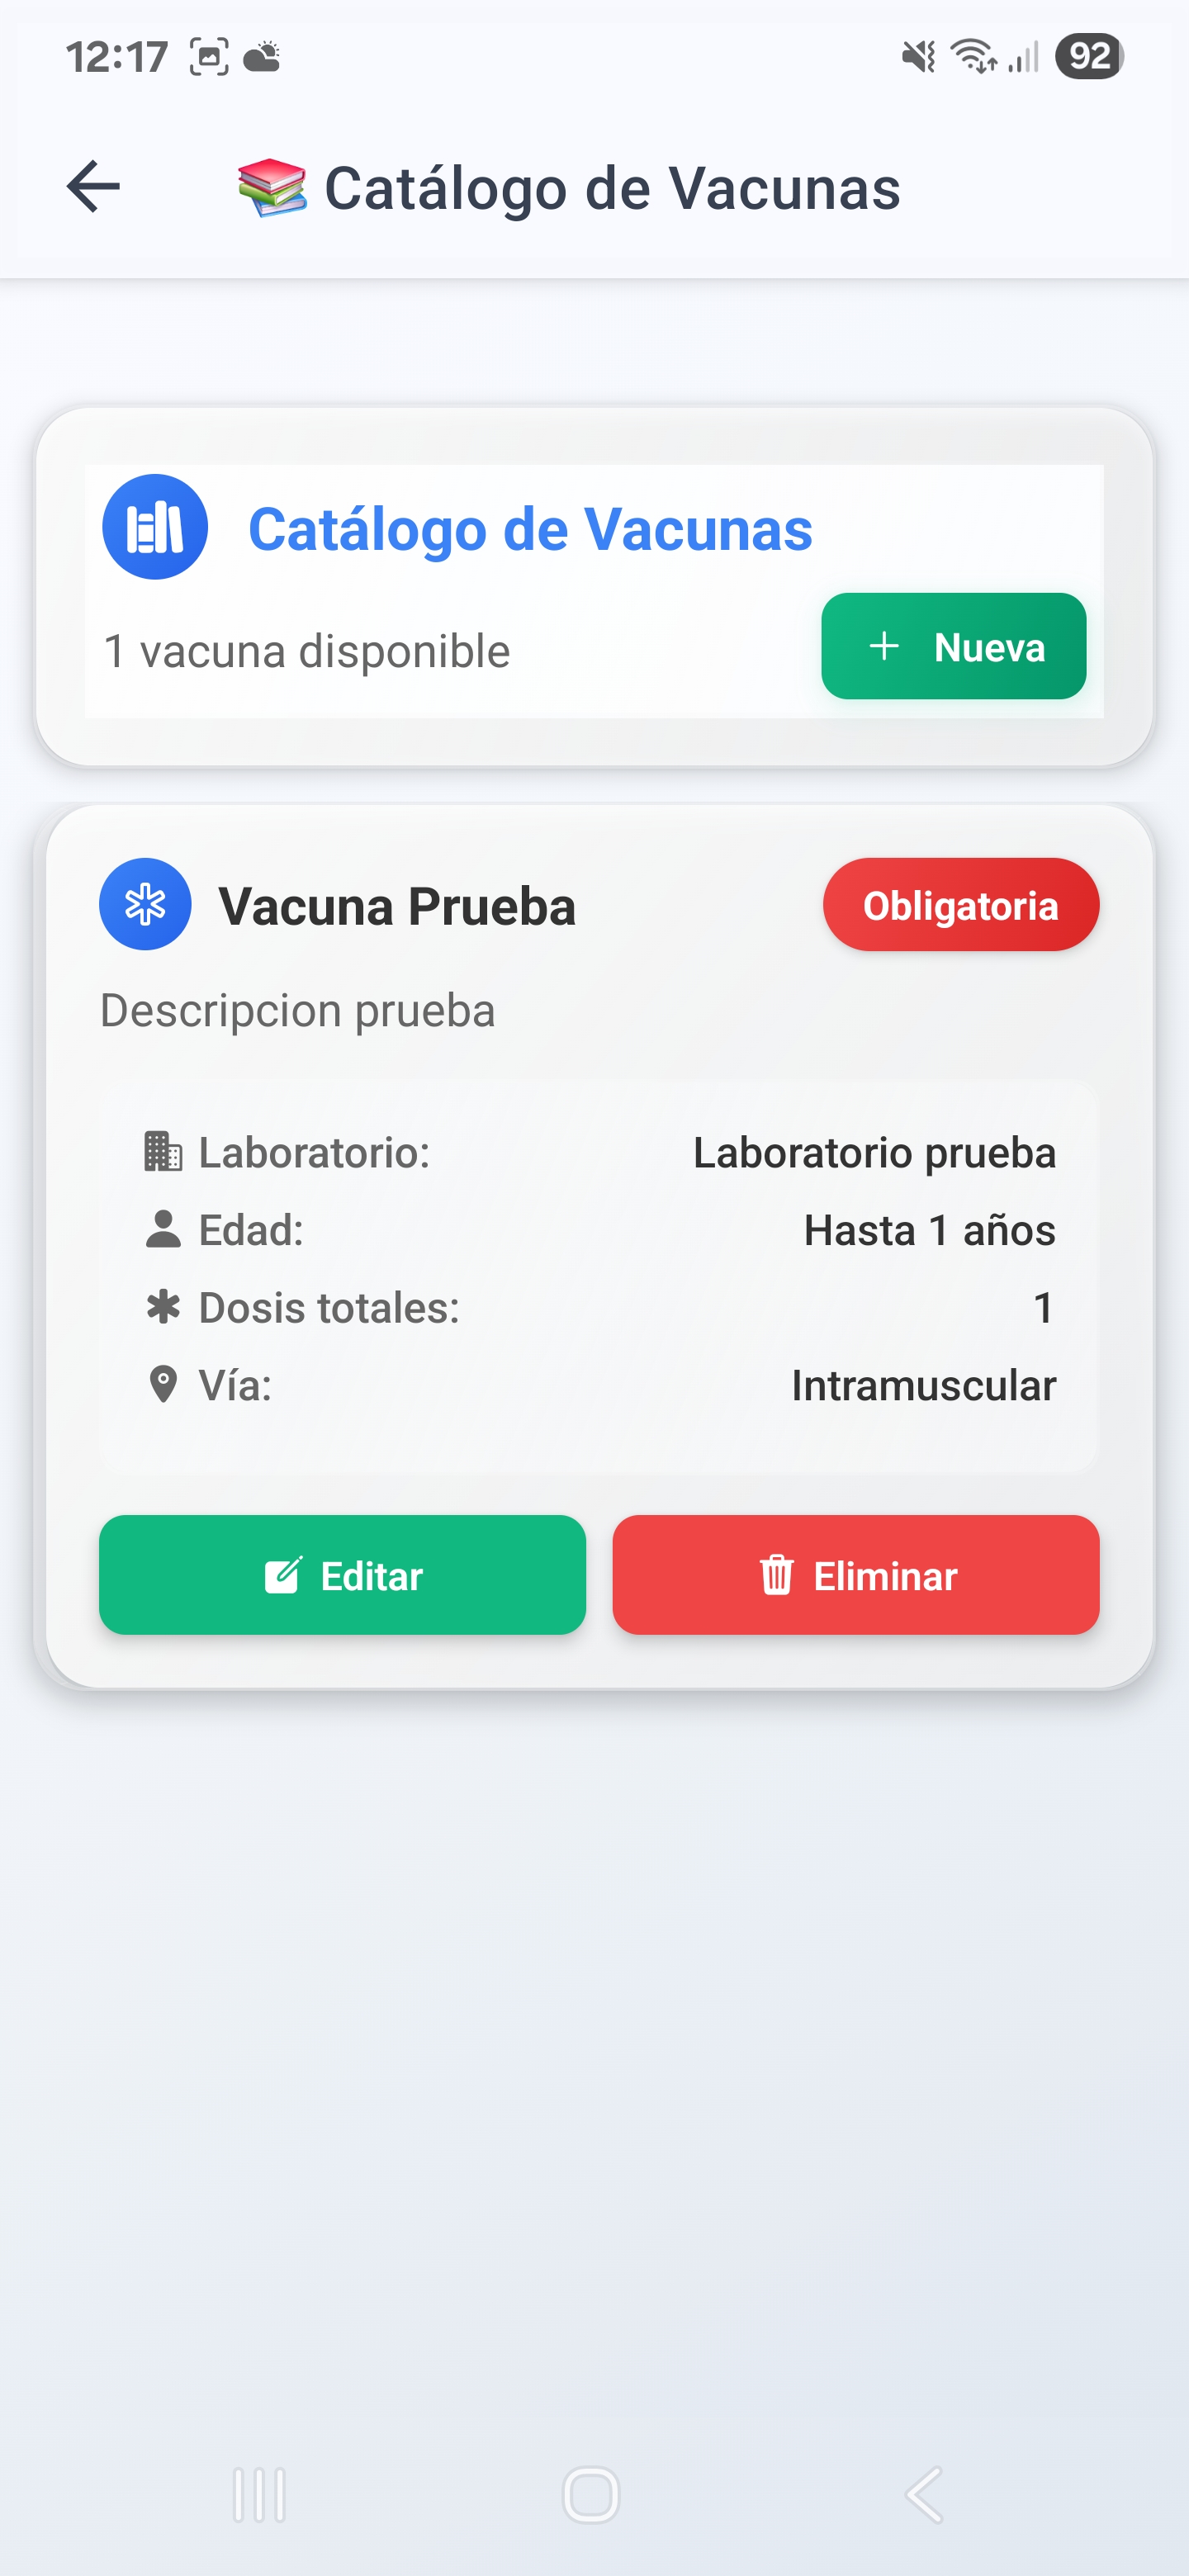 12:17 92
Catálogo de Vacunas
Catálogo de Vacunas
1 vacuna disponible
+ Nueva
Vacuna Prueba
Obligatoria
Descripcion prueba
Laboratorio: Laboratorio prueba
Edad: Hasta 1 años
Dosis totales: 1
Vía: Intramuscular
Editar
Eliminar